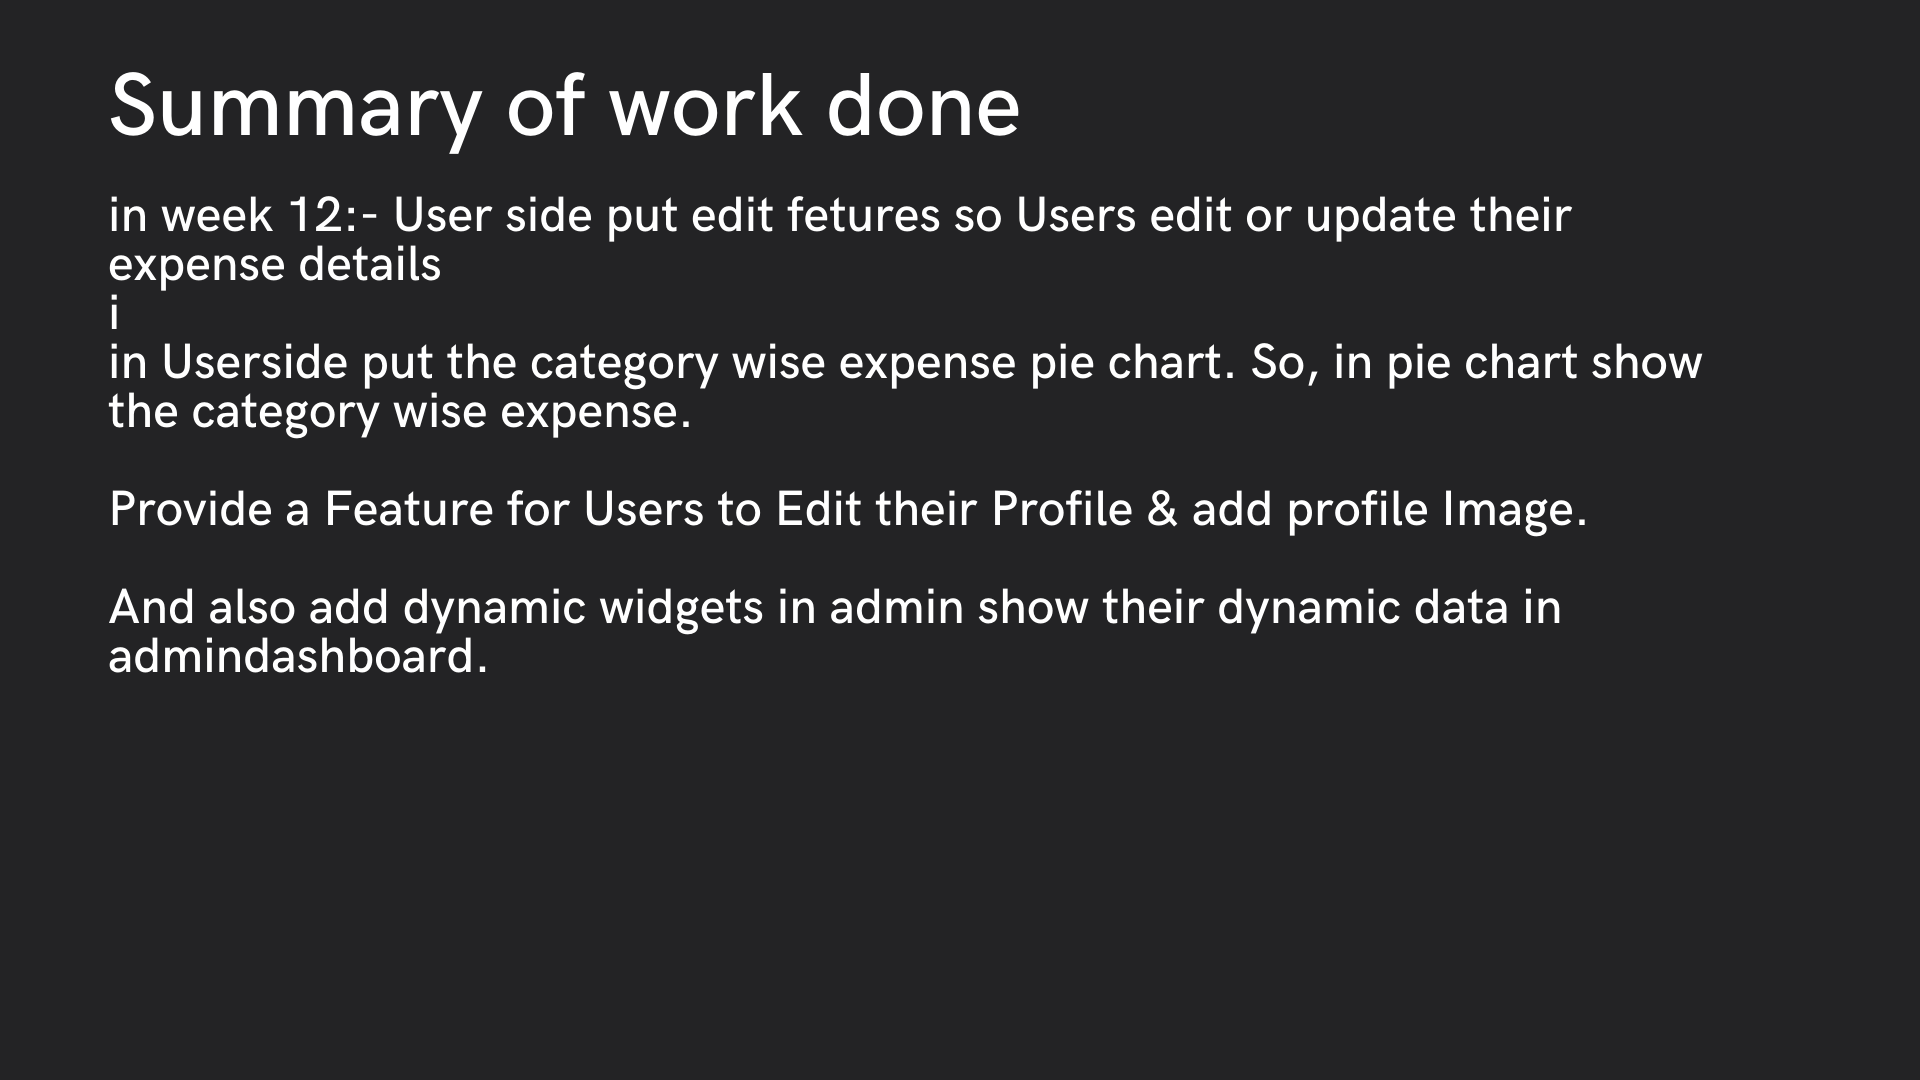 Summary of work done
in week 12:- User side put edit fetures so Users edit or update their
expense details
i
in Userside put the category wise expense pie chart. So, in pie chart show
the category wise expense.
Provide a Feature for Users to Edit their Profile & add profile Image.
And also add dynamic widgets in admin show their dynamic data in
admindashboard.